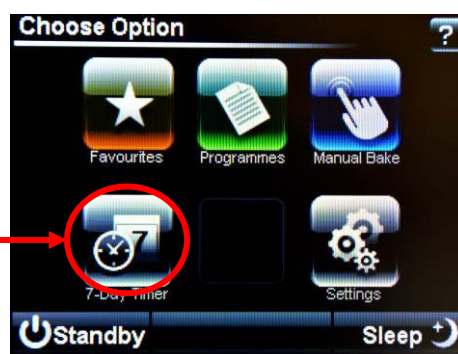 Choose Option
?
Favourites Programmes Manual Bake
7
7-Day Timer Settings
Standby Sleep